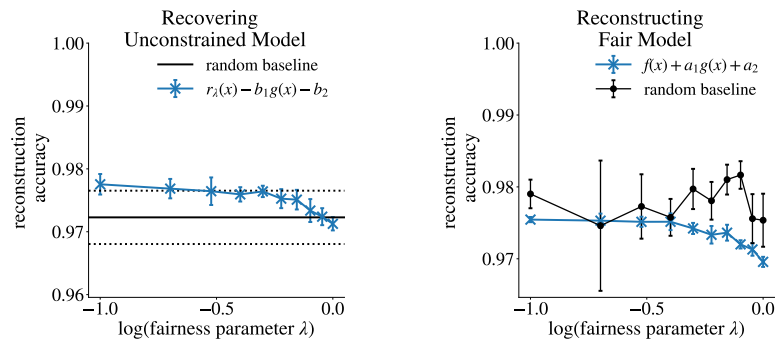 Recovering
Unconstrained Model
1.00
0.99
0.98
0.97
0.96
reconstruction
accuracy
random baseline
r_λ(x) − b₁g(x) − b₂
−1.0
−0.5
0.0
log(fairness parameter λ)
Reconstructing
Fair Model
1.00
0.99
0.98
0.97
reconstruction
accuracy
f(x) + a₁g(x) + a₂
random baseline
−1.0
−0.5
0.0
log(fairness parameter λ)